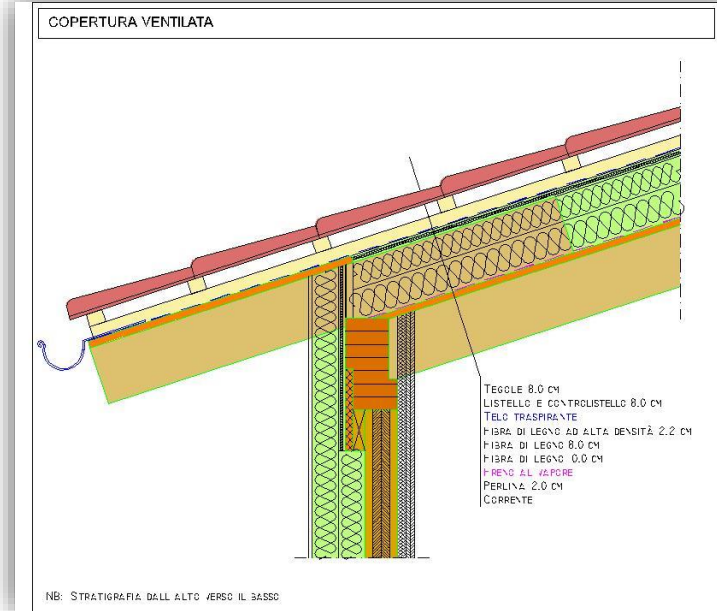 COPERTURA VENTILATA
TEGOLE 8.0 CM
LISTELLO E CONTROLISTELLO 8.0 CM
TELO TRASPIRANTE
FIBRA DI LEGNO AD ALTA DENSITÀ 2.2 CM
FIBRA DI LEGNO 8.0 CM
FIBRA DI LEGNO 0.0 CM
FRENO AL VAPORE
PERLINA 2.0 CM
CORRENTE
NB: STRATIGRAFIA DALL ALTO VERSO IL BASSO